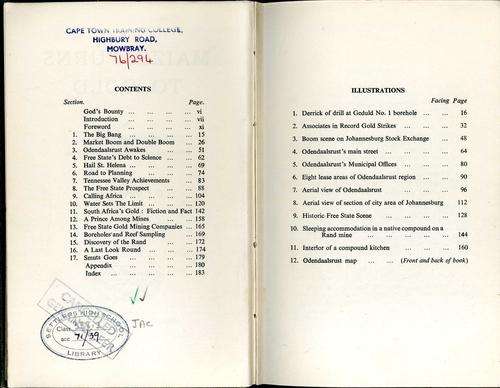 CAPE TOWN TRAINING COLLEGE,
HIGHBURY ROAD,
MOWBRAY.
76/294
CONTENTS
Section. Page.
God's Bounty ... ... ... ... vi
Introduction ... ... ... ... vii
Foreword ... ... ... ... xi
1. The Big Bang ... ... ... ... 15
2. Market Boom and Double Boom ... 26
3. Odendaalsrust Awakes ... ... 51
4. Free State's Debt to Science ... ... 62
5. Hail St. Helena ... ... ... ... 69
6. Road to Planning ... ... ... 74
7. Tennessee Valley Achievements ... 83
8. The Free State Prospect ... ... 88
9. Calling Africa ... ... ... ... 104
10. Water Sets The Limit ... ... ... 120
11. South Africa's Gold : Fiction and Fact 142
12. A Prince Among Mines ... ... 158
13. Free State Gold Mining Companies ... 165
14. Boreholes and Reef Sampling ... 169
15. Discovery of the Rand ... ... ... 172
16. A Last Look Round ... ... ... 174
17. Smuts Goes ... ... ... ... 179
Appendix ... ... ... ... 180
Index ... ... ... ... ... 183
CANCELLED
SETTLERS HIGH SCHOOL
Class
acc 71/39
LIBRARY
JAC
ILLUSTRATIONS
Facing Page
1. Derrick of drill at Geduld No. 1 borehole ... ... 16
2. Associates in Record Gold Strikes ... ... ... 32
3. Boom scene on Johannesburg Stock Exchange ... 48
4. Odendaalsrust's main street ... ... ... ... 64
5. Odendaalsrust's Municipal Offices ... ... ... 80
6. Eight lease areas of Odendaalsrust region ... ... 90
7. Aerial view of Odendaalsrust ... ... ... ... 96
8. Aerial view of section of city area of Johannesburg 112
9. Historic Free State Scene ... ... ... ... 128
10. Sleeping accommodation in a native compound on a
Rand mine ... ... ... ... ... ... 144
11. Interior of a compound kitchen ... ... ... 160
12. Odendaalsrust map ... ... (Front and back of book)